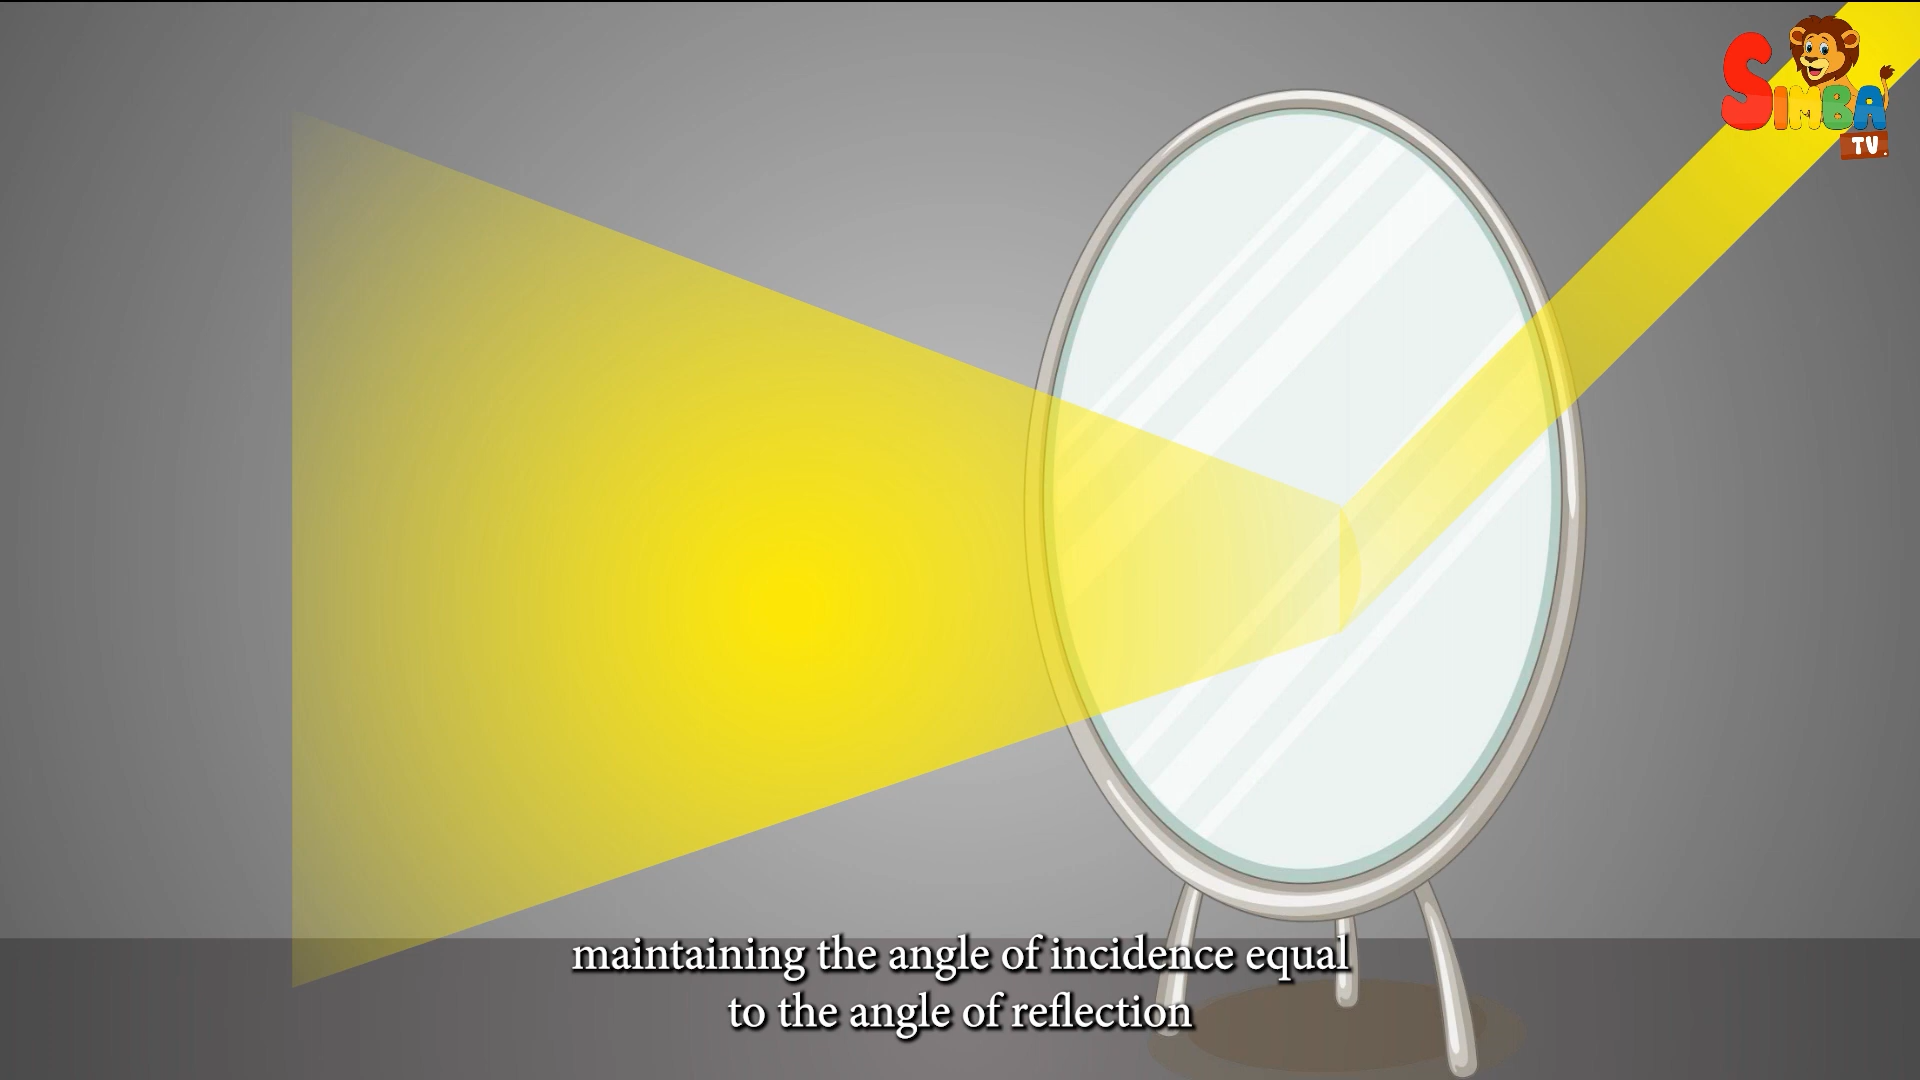 SIMBA
TV
maintaining the angle of incidence equal
to the angle of reflection